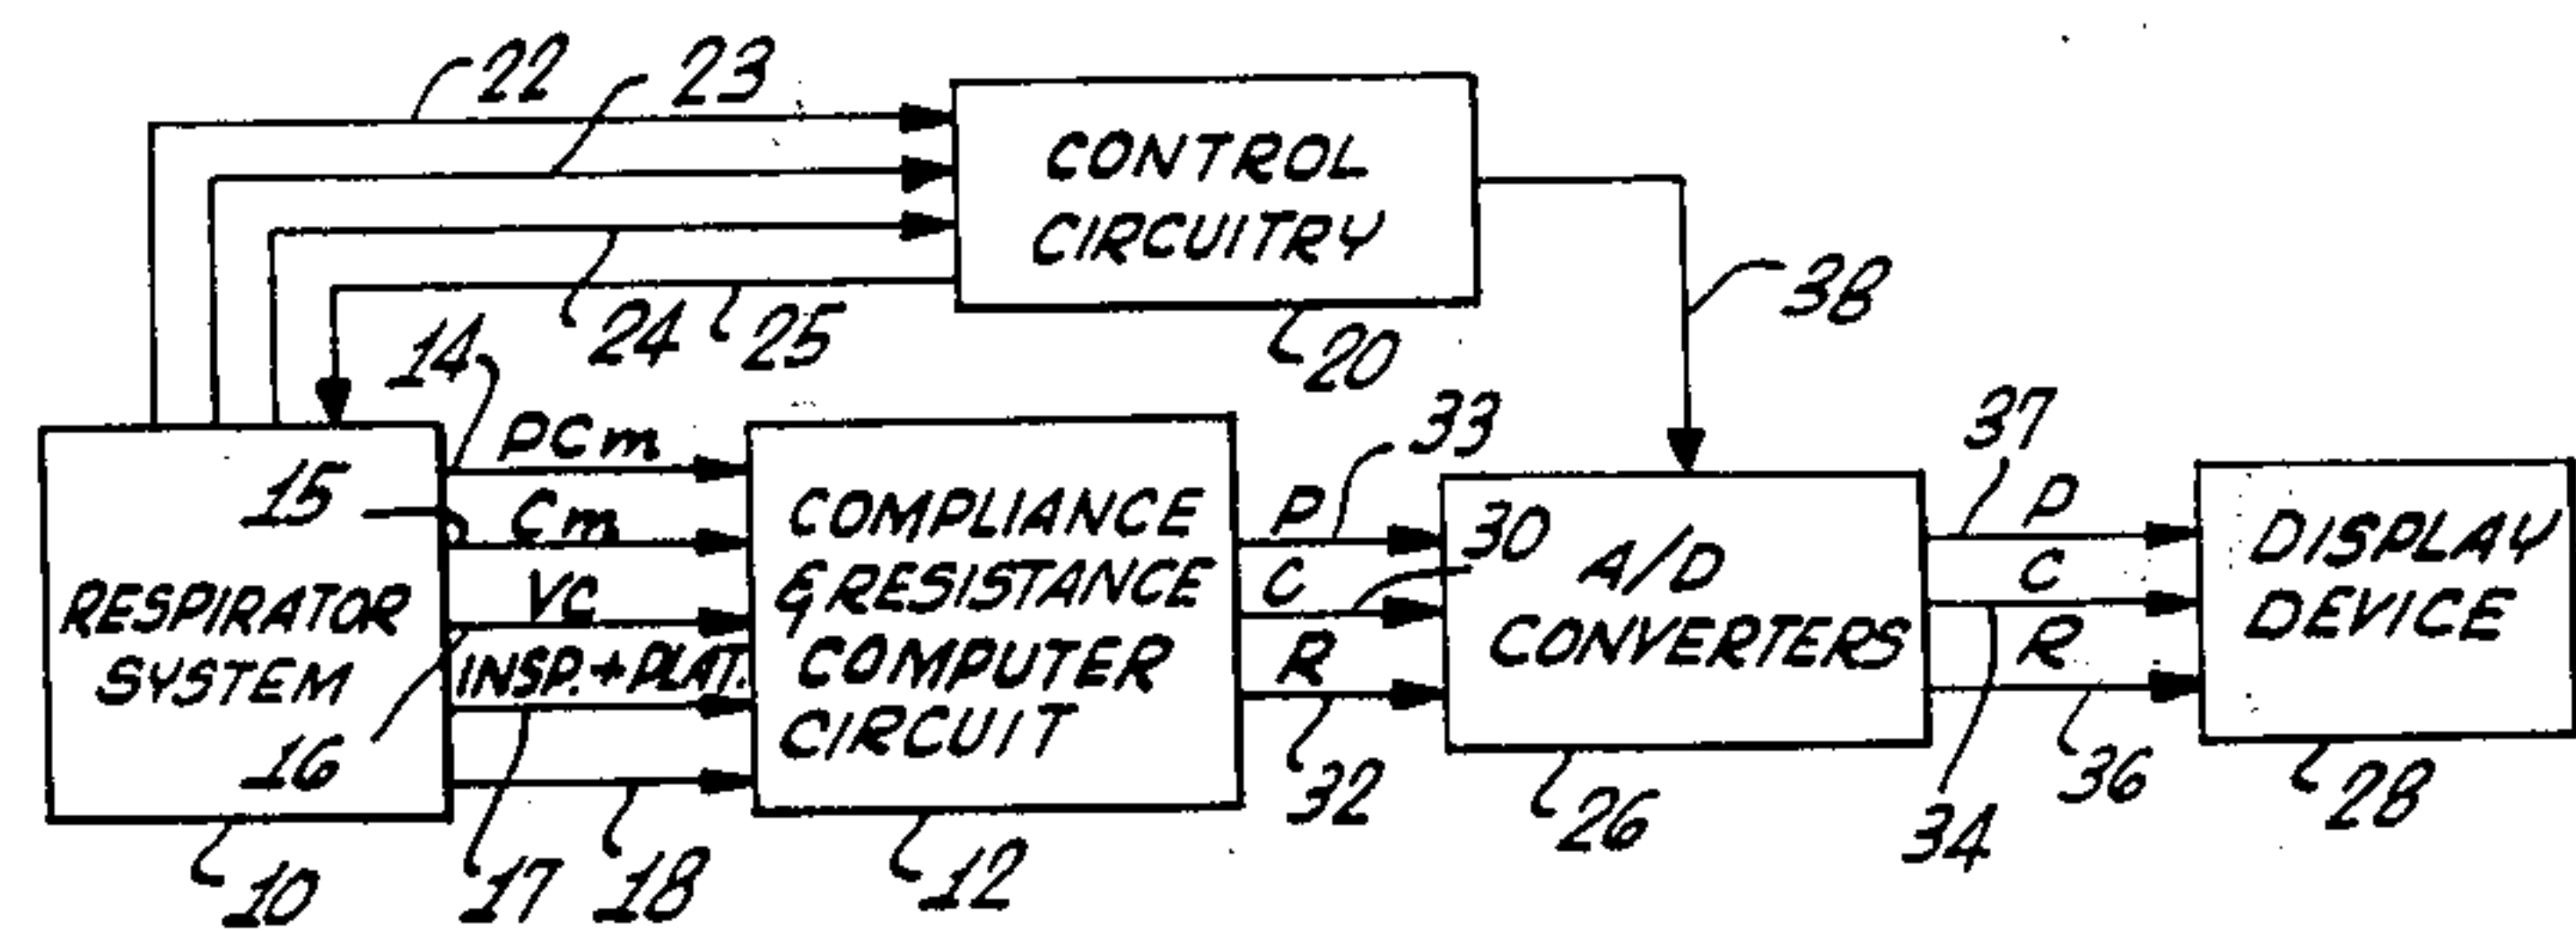 22
23
CONTROL
CIRCUITRY
38
24
25
20
14
15
PCm
Cm
VC
INSP.+PLAT.
RESPIRATOR
SYSTEM
16
10
17
18
COMPLIANCE
& RESISTANCE
COMPUTER
CIRCUIT
12
33
P
C
R
30
32
A/D
CONVERTERS
26
37
P
C
R
34
36
DISPLAY
DEVICE
28